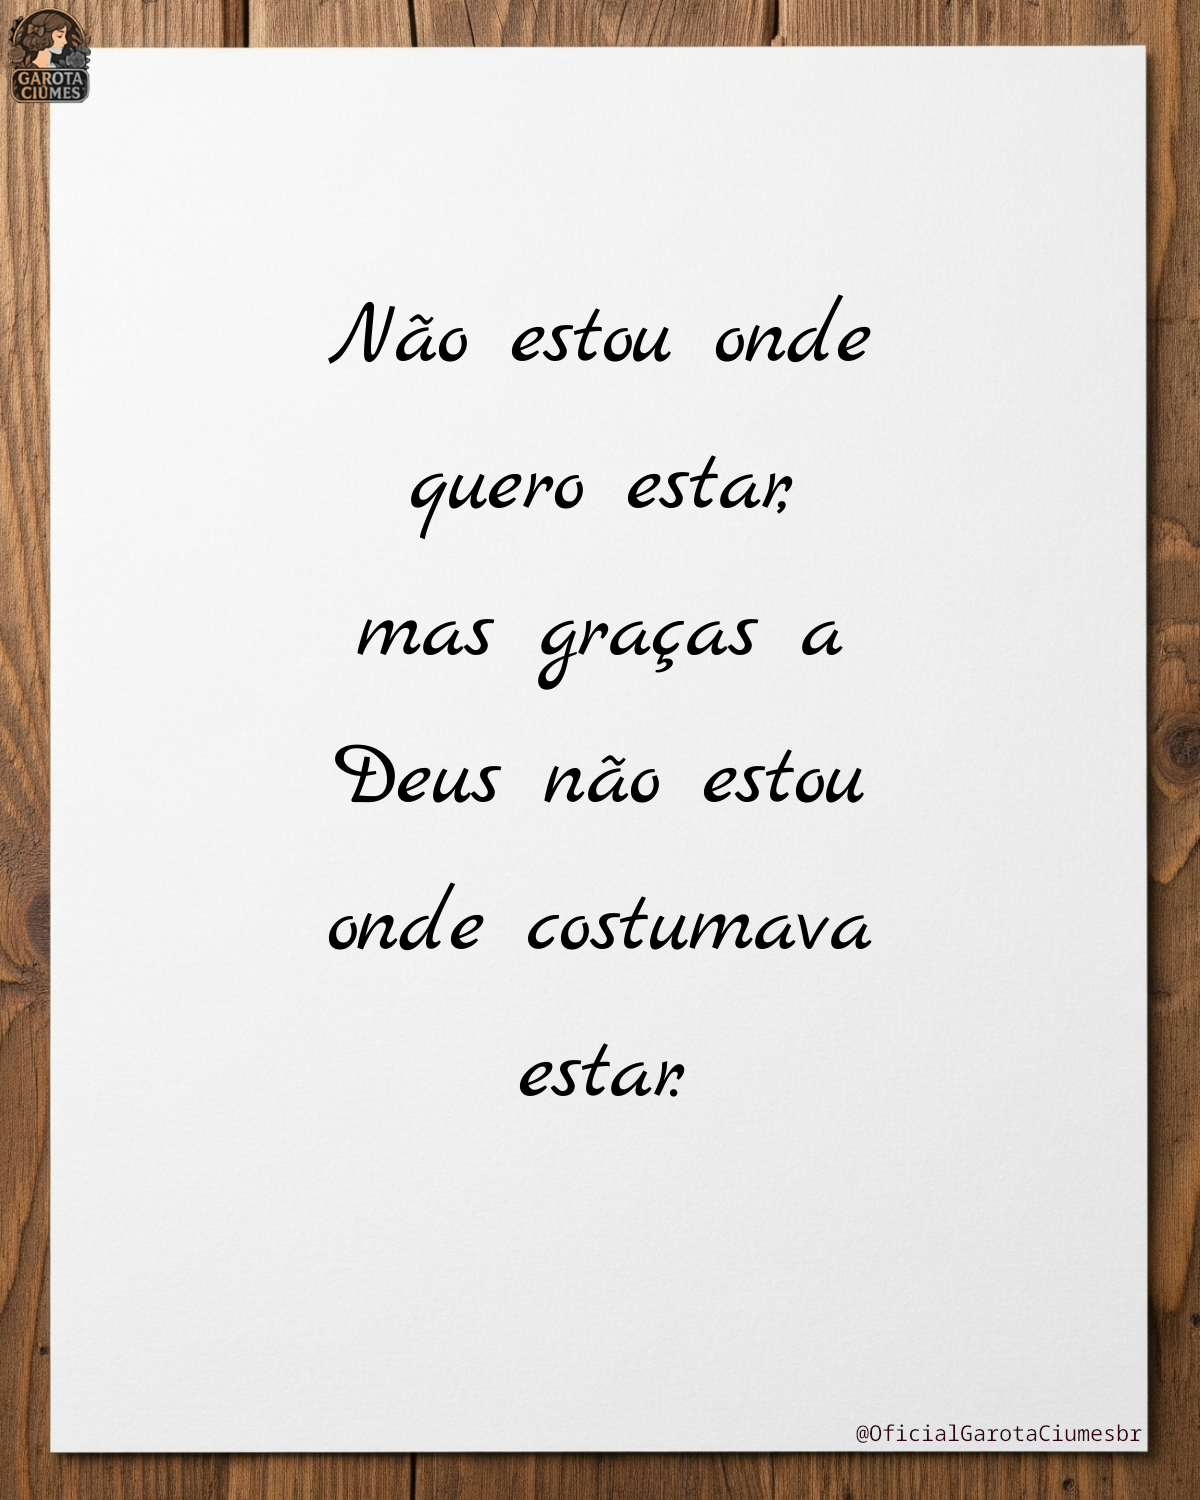 GAROTA
CIÚMES
Não estou onde
quero estar,
mas graças a
Deus não estou
onde costumava
estar.
@OficialGarotaCiumesbr